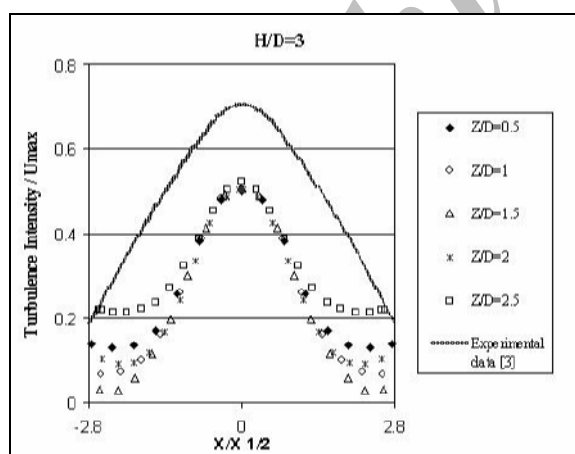 H/D=3
Turbulence Intensity / Umax
0.8
0.6
0.4
0.2
0
-2.8
0
2.8
X/X 1/2
Z/D=0.5
Z/D=1
Z/D=1.5
Z/D=2
Z/D=2.5
Experimental
data [3]